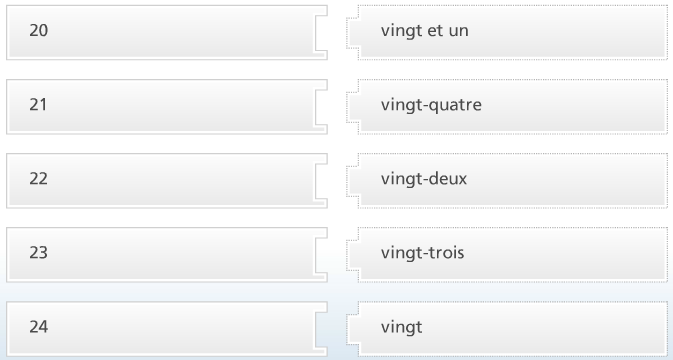 20 vingt et un
21 vingt-quatre
22 vingt-deux
23 vingt-trois
24 vingt